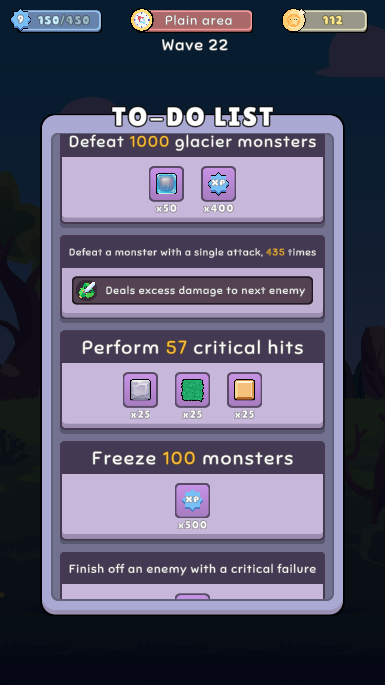 9 150/450
Plain area
112
Wave 22
TO-DO LIST
Defeat 1000 glacier monsters
XP
x50
x400
Defeat a monster with a single attack, 435 times
Deals excess damage to next enemy
Perform 57 critical hits
x25
x25
x25
Freeze 100 monsters
XP
x500
Finish off an enemy with a critical failure